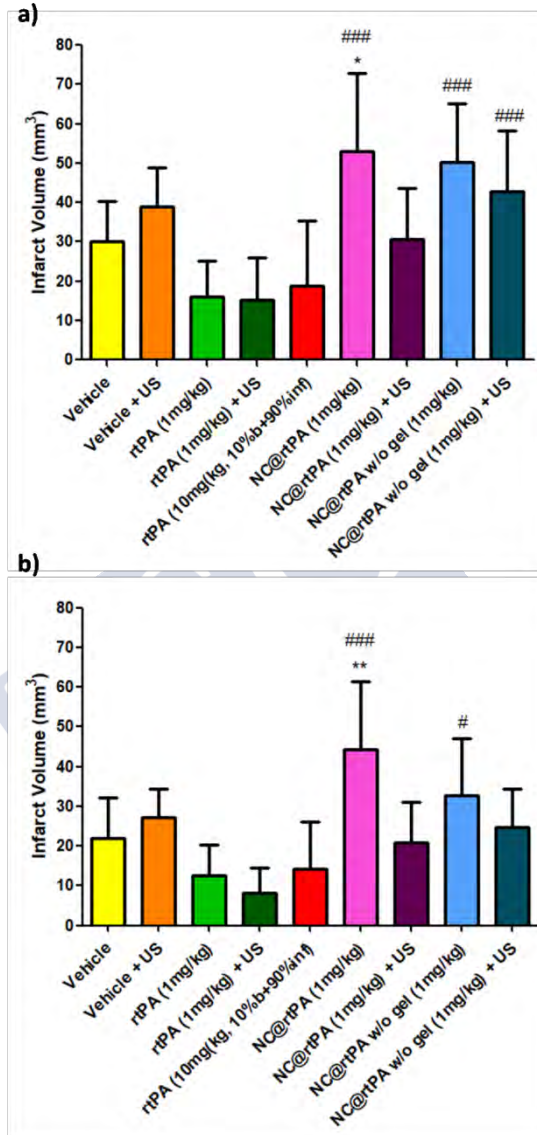 a)
Infarct Volume (mm³)
80
70
60
50
40
30
20
10
0
###
*
###
###
Vehicle
Vehicle + US
rtPA (1mg/kg)
rtPA (1mg/kg) + US
rtPA (10mg(kg, 10%b+90%inf)
NC@rtPA (1mg/kg)
NC@rtPA (1mg/kg) + US
NC@rtPA w/o gel (1mg/kg)
NC@rtPA w/o gel (1mg/kg) + US
b)
Infarct Volume (mm³)
80
70
60
50
40
30
20
10
0
###
**
#
Vehicle
Vehicle + US
rtPA (1mg/kg)
rtPA (1mg/kg) + US
rtPA (10mg(kg, 10%b+90%inf)
NC@rtPA (1mg/kg)
NC@rtPA (1mg/kg) + US
NC@rtPA w/o gel (1mg/kg)
NC@rtPA w/o gel (1mg/kg) + US